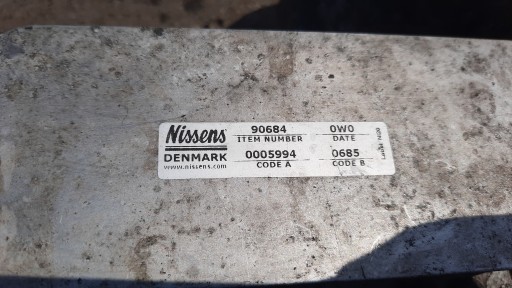 Nissens 90684 0W0
ITEM NUMBER DATE
DENMARK 0005994 0685
www.nissens.com CODE A CODE B